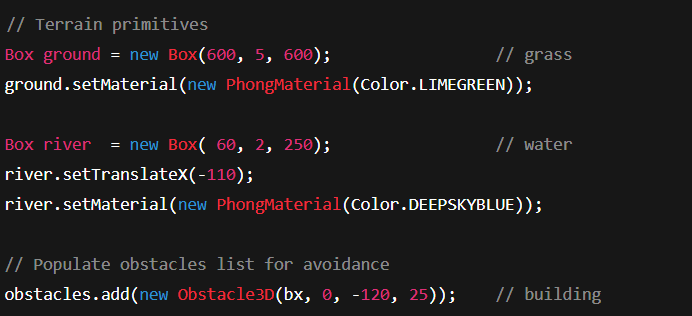 // Terrain primitives
Box ground = new Box(600, 5, 600); // grass
ground.setMaterial(new PhongMaterial(Color.LIMEGREEN));
Box river  = new Box( 60, 2, 250); // water
river.setTranslateX(-110);
river.setMaterial(new PhongMaterial(Color.DEEPSKYBLUE));
// Populate obstacles list for avoidance
obstacles.add(new Obstacle3D(bx, 0, -120, 25)); // building